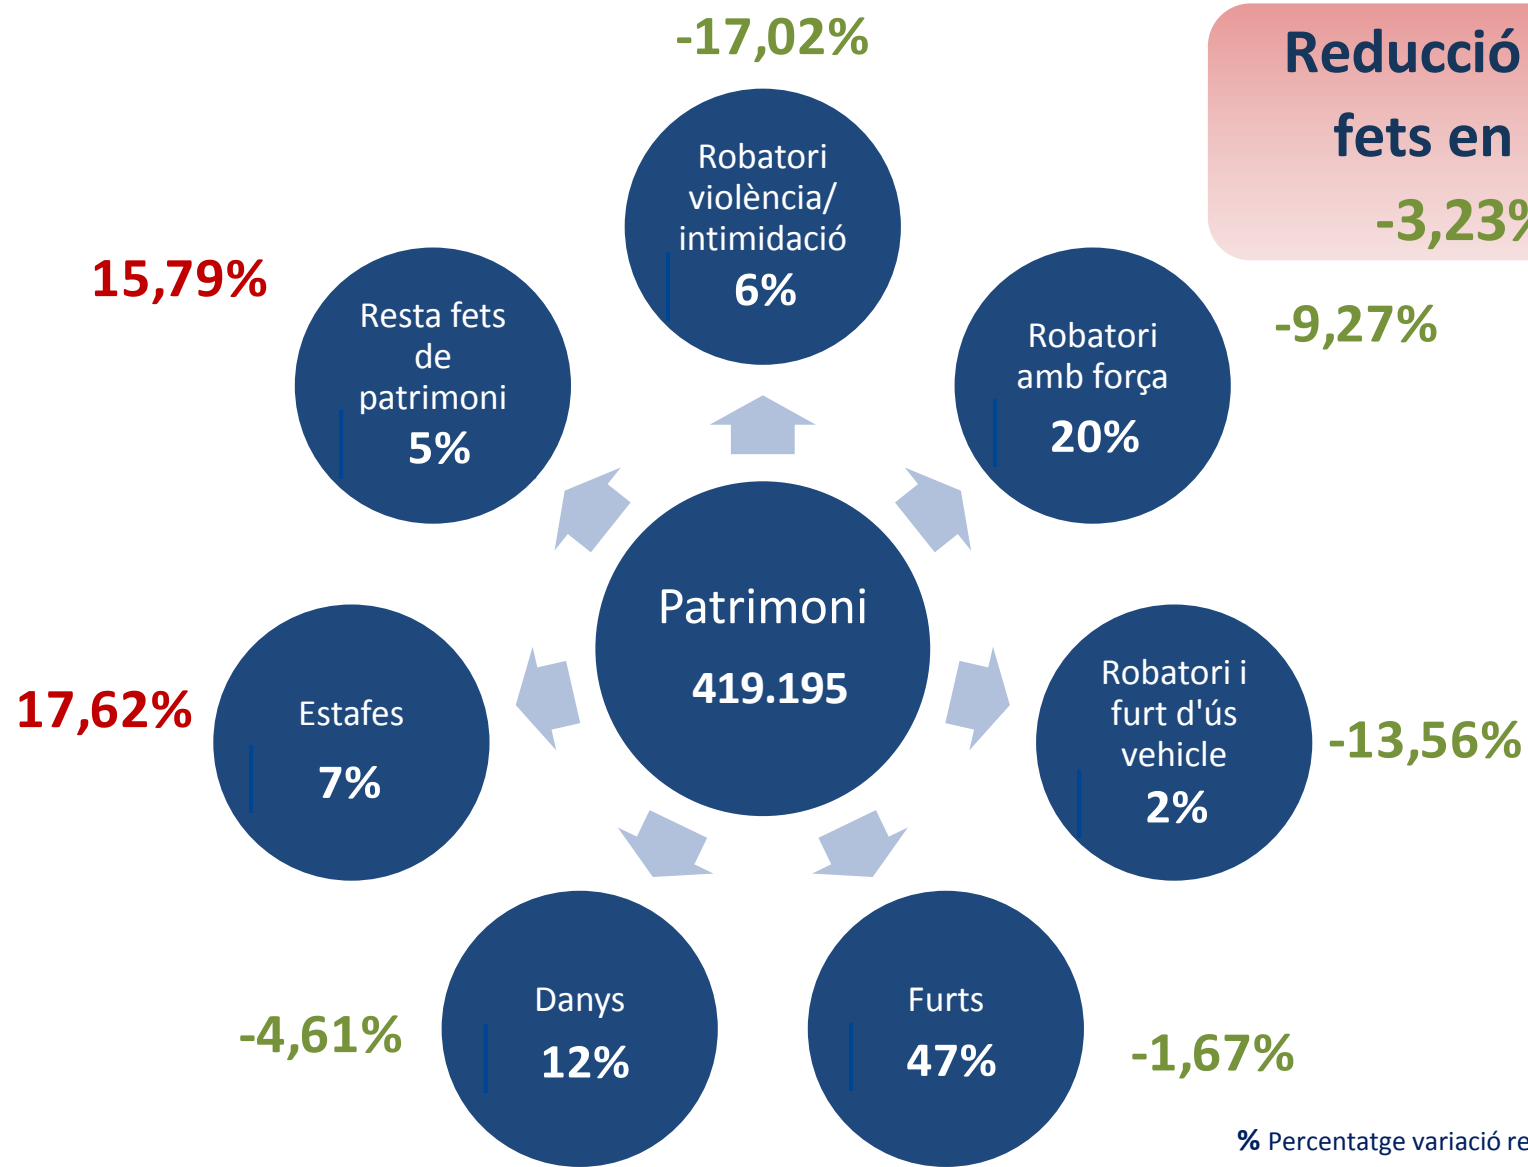 -17,02%
Reducció
fets en
-3,23%
Robatori
violència/
intimidació
6%
15,79%
Resta fets
de
patrimoni
5%
Robatori
amb força
20%
-9,27%
Patrimoni
419.195
17,62%
Estafes
7%
Robatori i
furt d'ús
vehicle
2%
-13,56%
-4,61%
Danys
12%
Furts
47%
-1,67%
% Percentatge variació